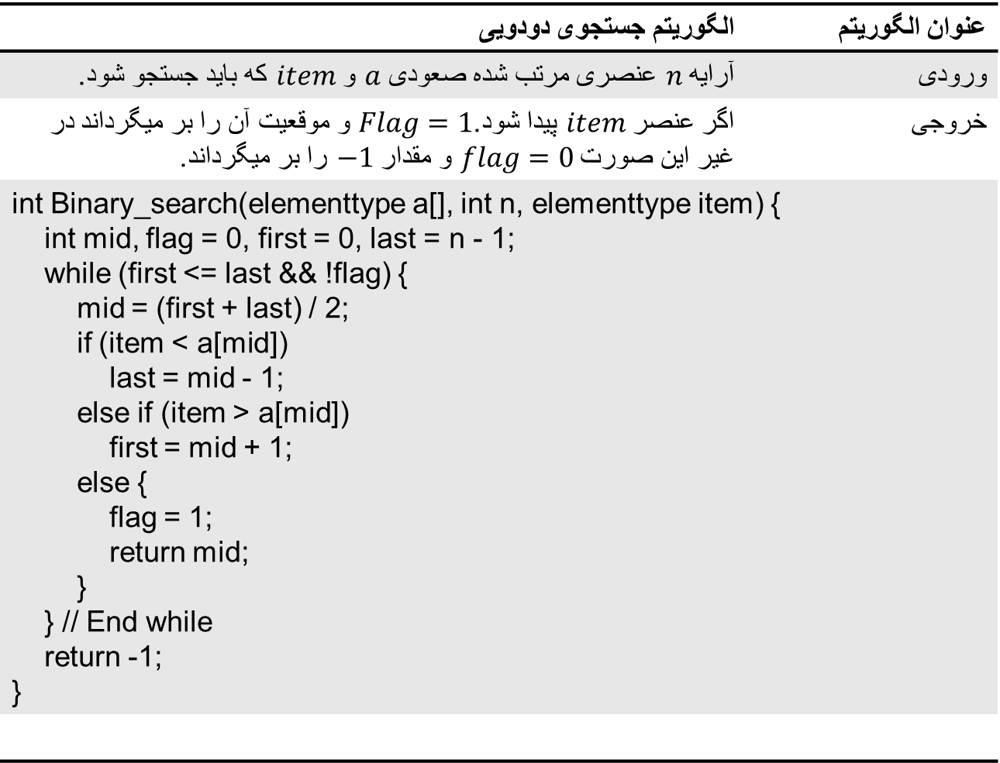 عنوان الگوریتم الگوریتم جستجوی دودویی
ورودی آرایه n عنصری مرتب شده صعودی a و item که باید جستجو شود.
خروجی اگر عنصر item پیدا شود.Flag = 1 و موقعیت آن را بر میگرداند در
غیر این صورت flag = 0 و مقدار −1 را بر میگرداند.
int Binary_search(elementtype a[], int n, elementtype item) {
int mid, flag = 0, first = 0, last = n - 1;
while (first <= last && !flag) {
mid = (first + last) / 2;
if (item < a[mid])
last = mid - 1;
else if (item > a[mid])
first = mid + 1;
else {
flag = 1;
return mid;
}
} // End while
return -1;
}